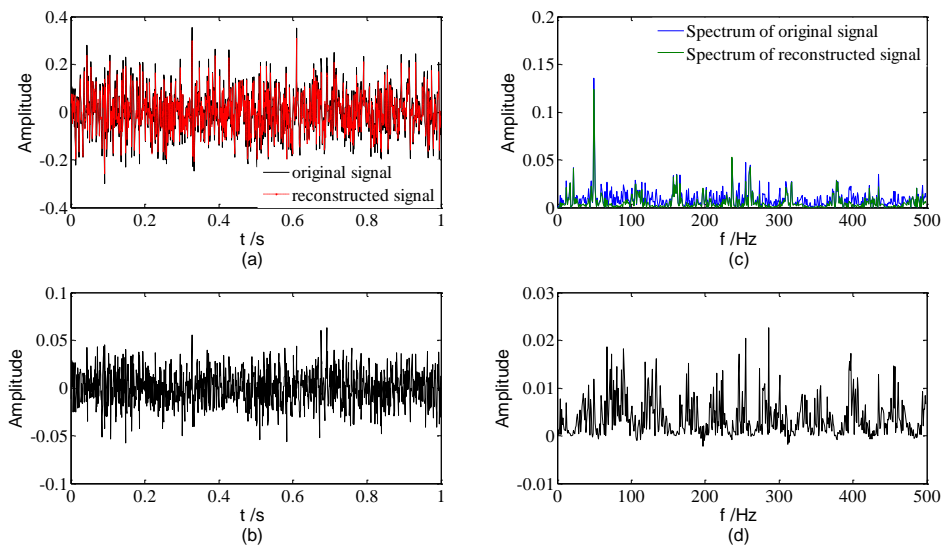 0.4
0.2
0
-0.2
-0.4
Amplitude
original signal
reconstructed signal
0
0.2
0.4
0.6
0.8
1
t /s
(a)
0.2
0.15
0.1
0.05
0
Amplitude
Spectrum of original signal
Spectrum of reconstructed signal
0
100
200
300
400
500
f /Hz
(c)
0.1
0.05
0
-0.05
-0.1
Amplitude
0
0.2
0.4
0.6
0.8
1
t /s
(b)
0.03
0.02
0.01
0
-0.01
Amplitude
0
100
200
300
400
500
f /Hz
(d)